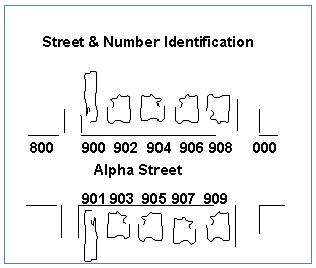 Street & Number Identification
800 900 902 904 906 908 000
Alpha Street
901 903 905 907 909